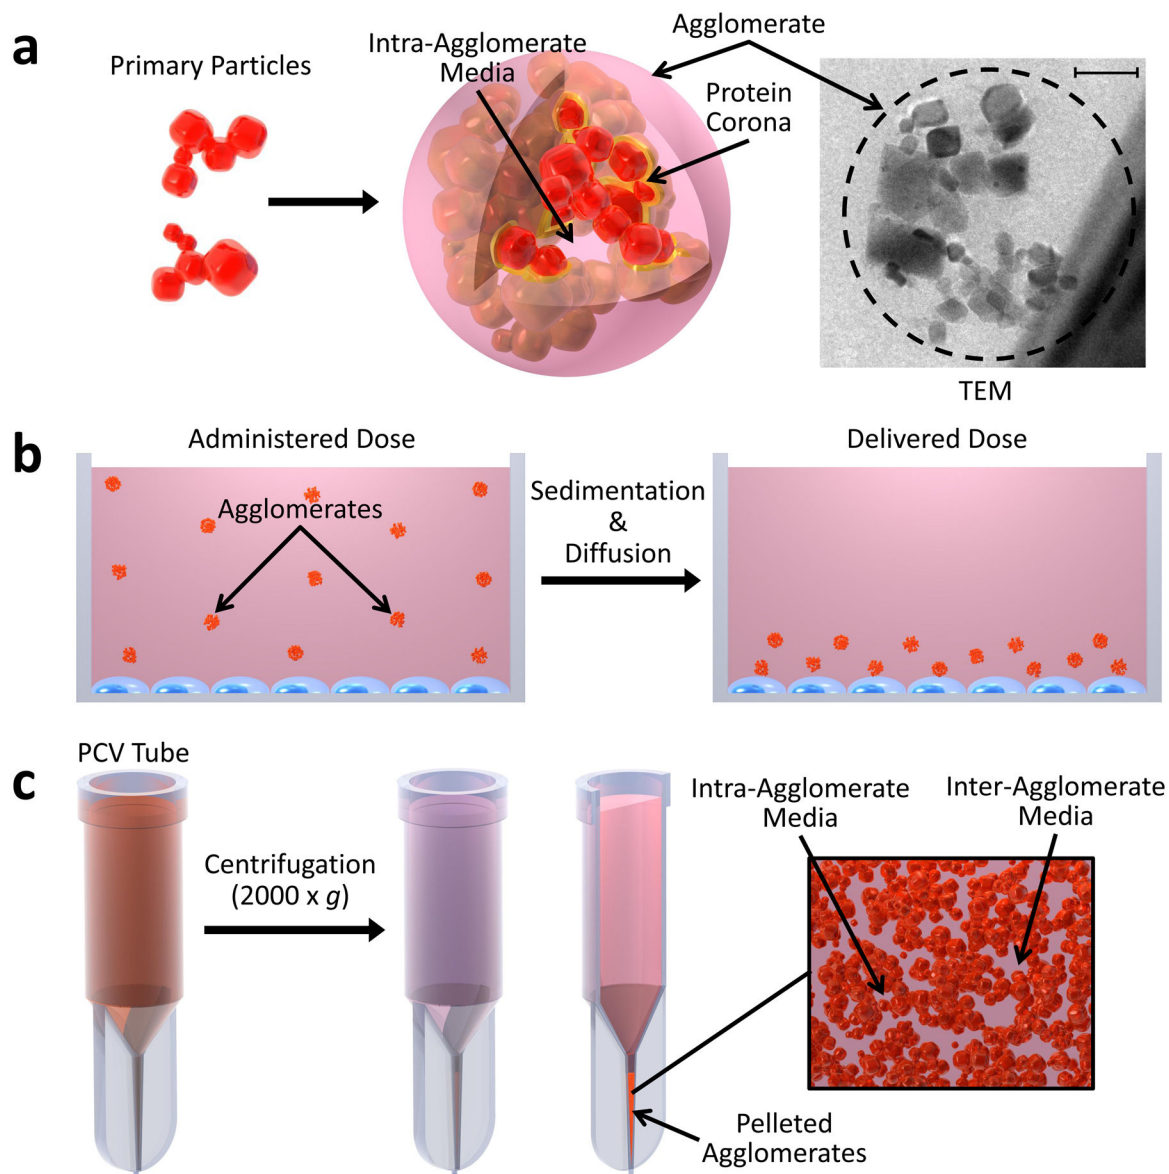 a
Primary Particles
Intra-Agglomerate
Media
Agglomerate
Protein
Corona
TEM
b
Administered Dose
Agglomerates
Sedimentation
&
Diffusion
Delivered Dose
c
PCV Tube
Centrifugation
(2000 x g)
Intra-Agglomerate
Media
Inter-Agglomerate
Media
Pelleted
Agglomerates